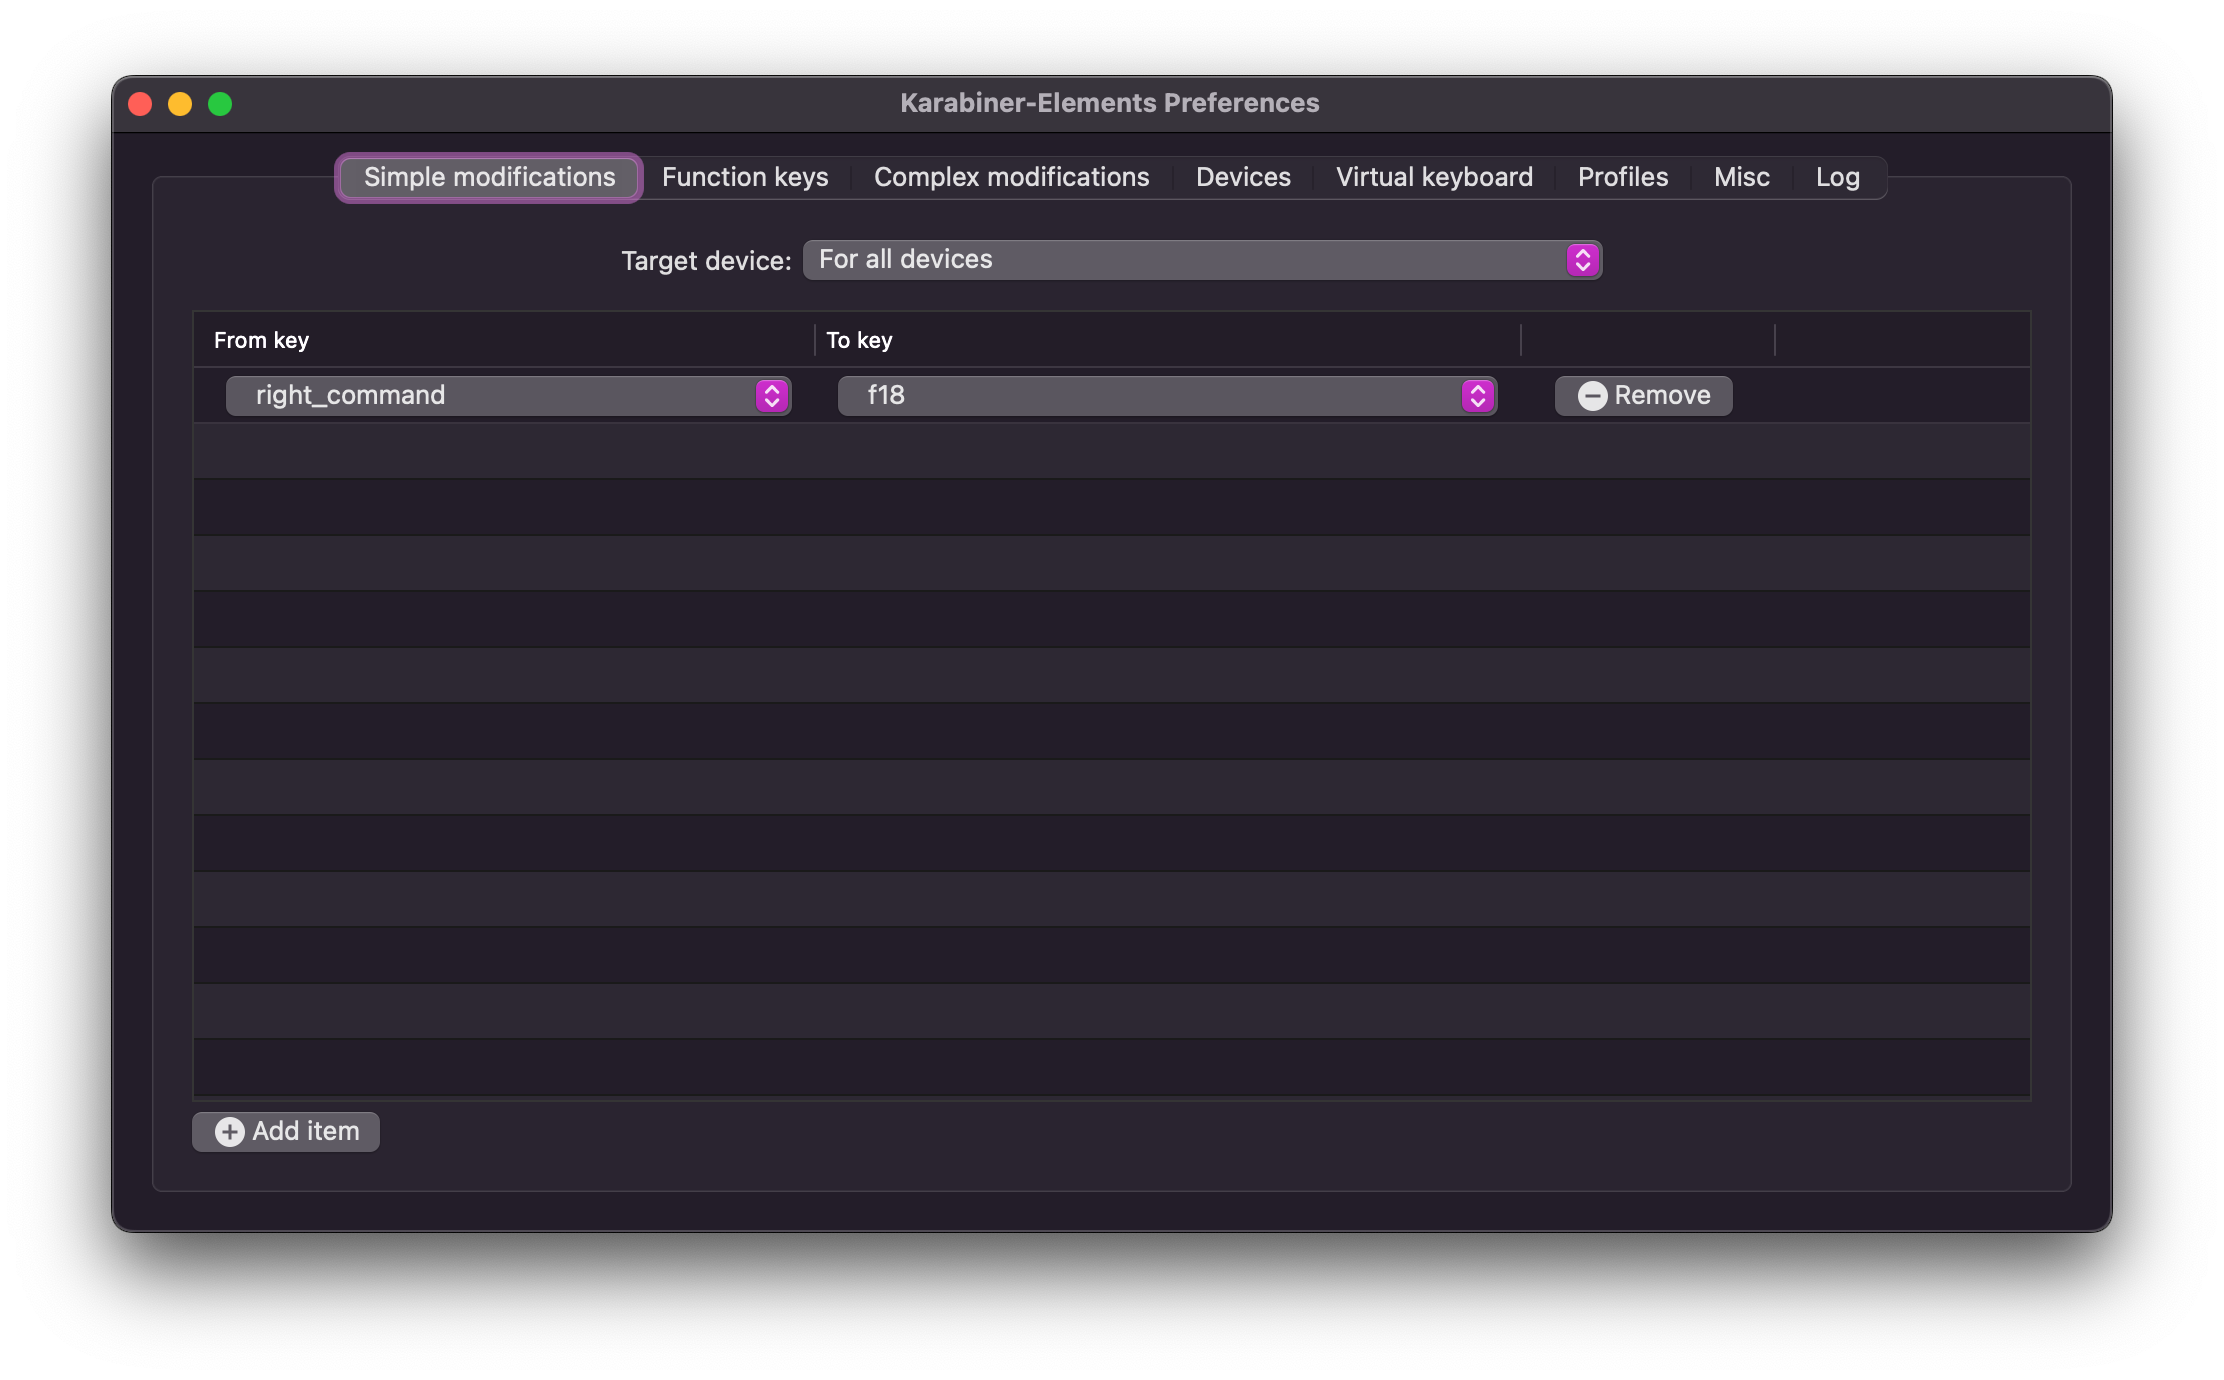 Karabiner-Elements Preferences
Simple modifications Function keys Complex modifications Devices Virtual keyboard Profiles Misc Log
Target device: For all devices
From key To key
right_command f18 Remove
Add item